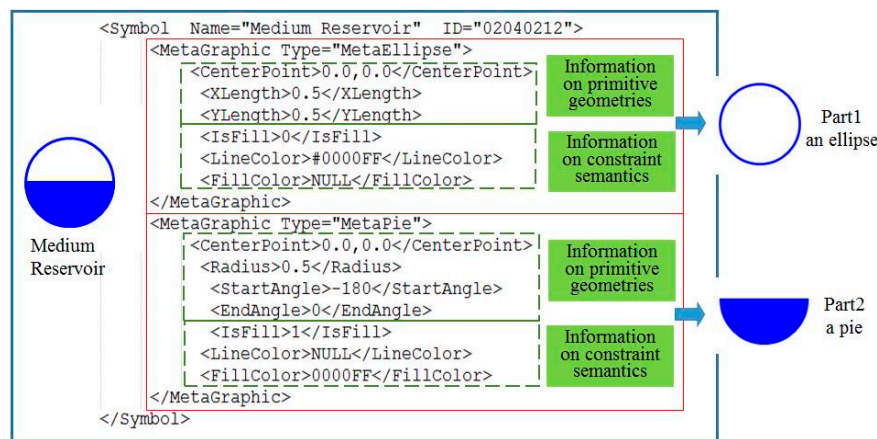 <Symbol Name="Medium Reservoir" ID="02040212">
<MetaGraphic Type="MetaEllipse">
<CenterPoint>0.0,0.0</CenterPoint>
<XLength>0.5</XLength>
<YLength>0.5</YLength>
<IsFill>0</IsFill>
<LineColor>#0000FF</LineColor>
<FillColor>NULL</FillColor>
</MetaGraphic>
Information
on primitive
geometries
Information
on constraint
semantics
Part1
an ellipse
Medium
Reservoir
<MetaGraphic Type="MetaPie">
<CenterPoint>0.0,0.0</CenterPoint>
<Radius>0.5</Radius>
<StartAngle>-180</StartAngle>
<EndAngle>0</EndAngle>
<IsFill>1</IsFill>
<LineColor>NULL</LineColor>
<FillColor>0000FF</FillColor>
</MetaGraphic>
Information
on primitive
geometries
Information
on constraint
semantics
Part2
a pie
</Symbol>